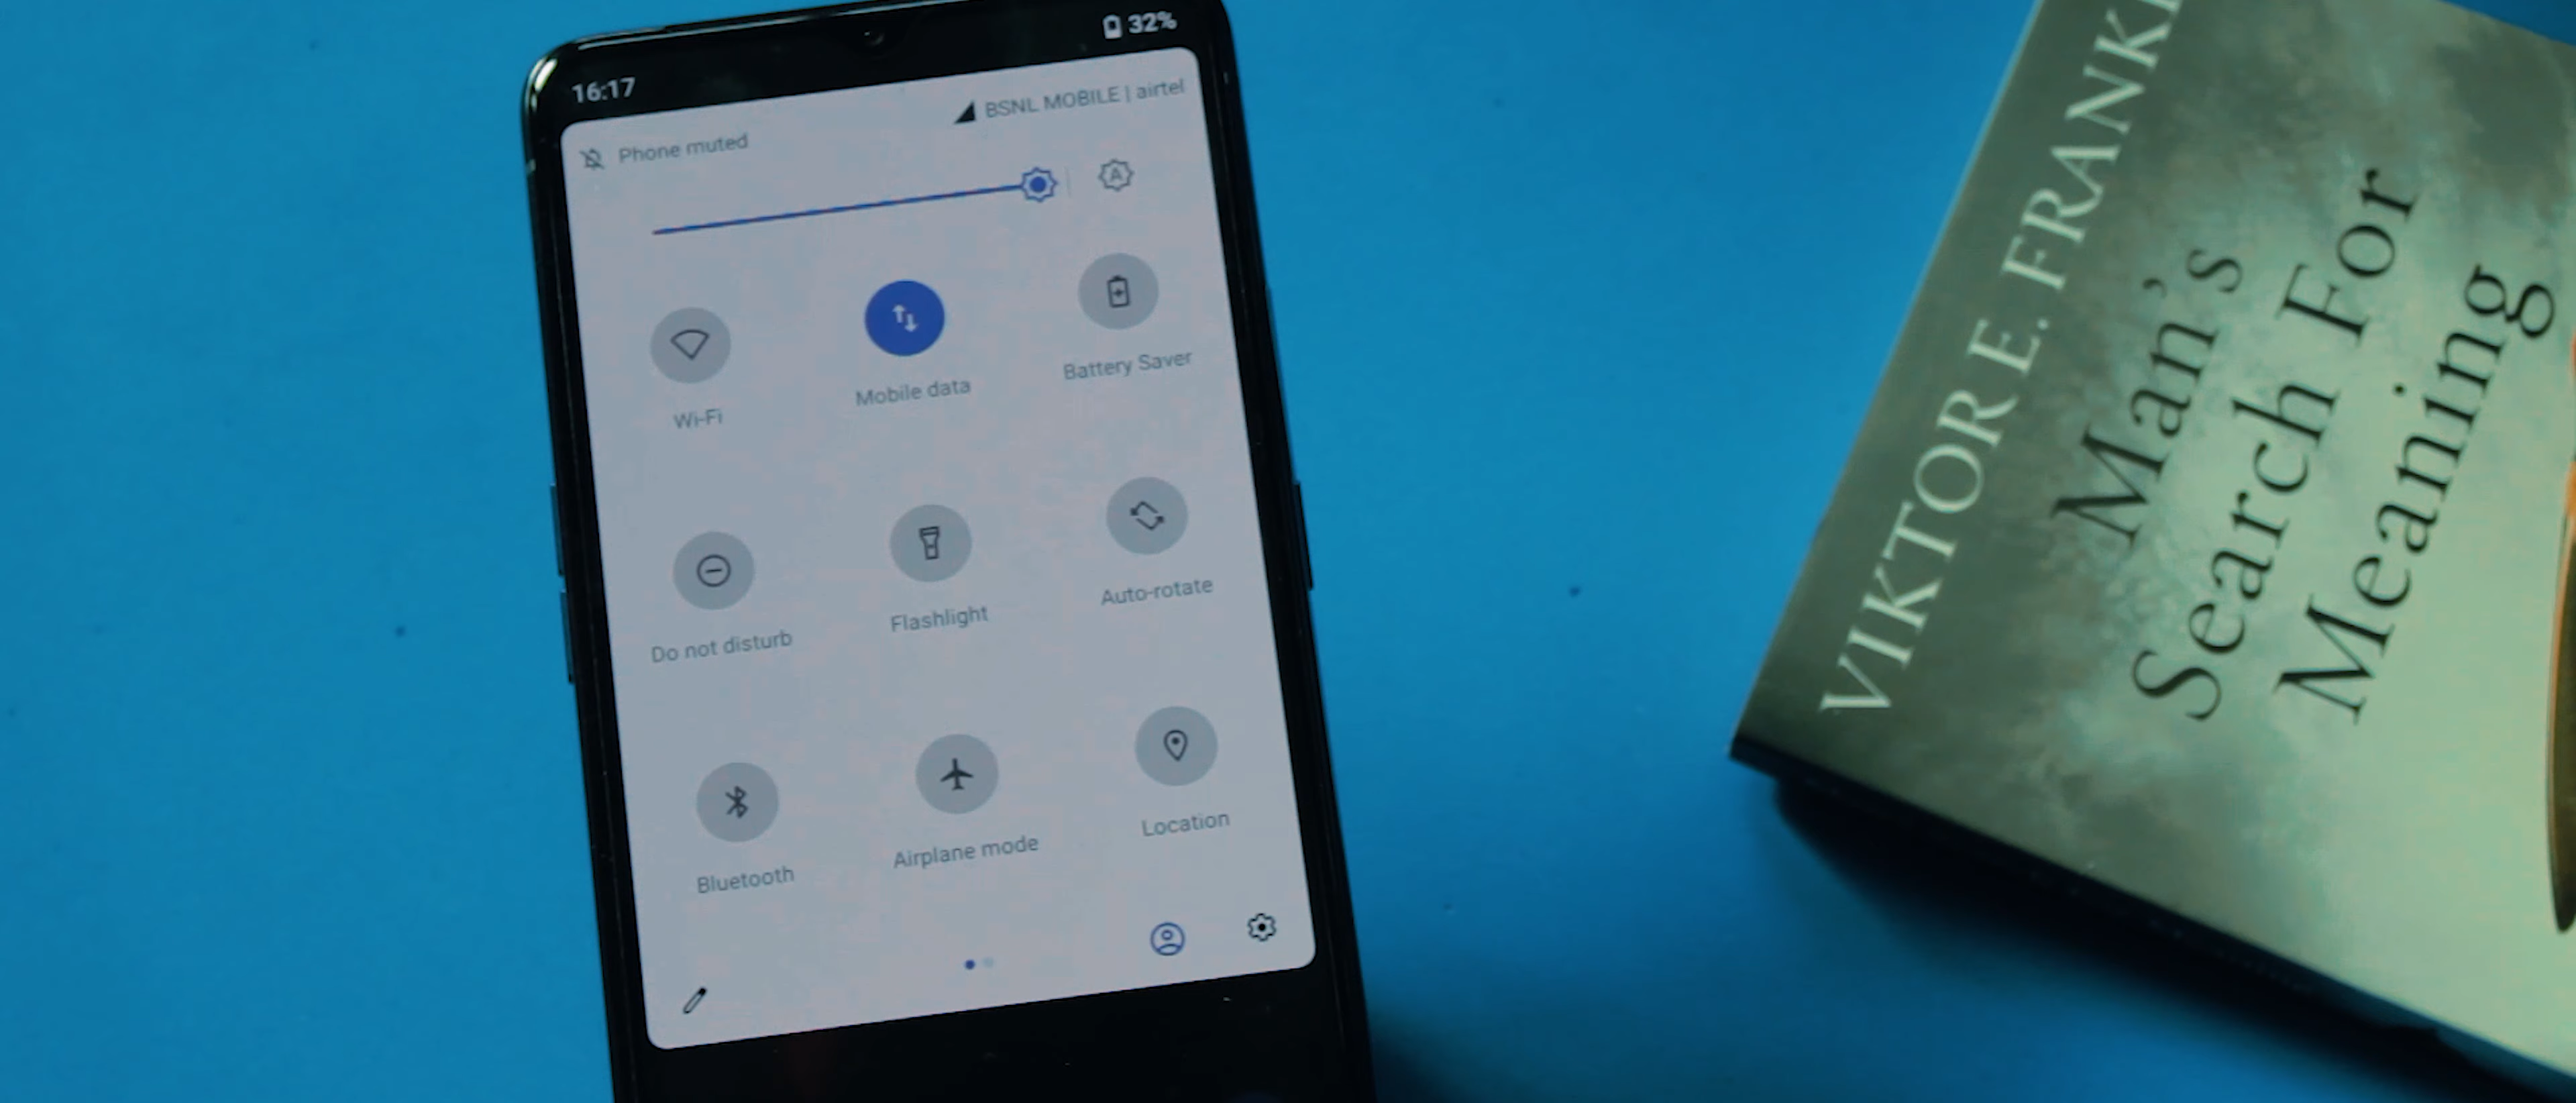 16:17
32%
BSNL MOBILE | airtel
Phone muted
A
Wi-Fi
Mobile data
Battery Saver
Do not disturb
Flashlight
Auto-rotate
Bluetooth
Airplane mode
Location
VIKTOR E. FRANKL
Man's
Search For
Meaning